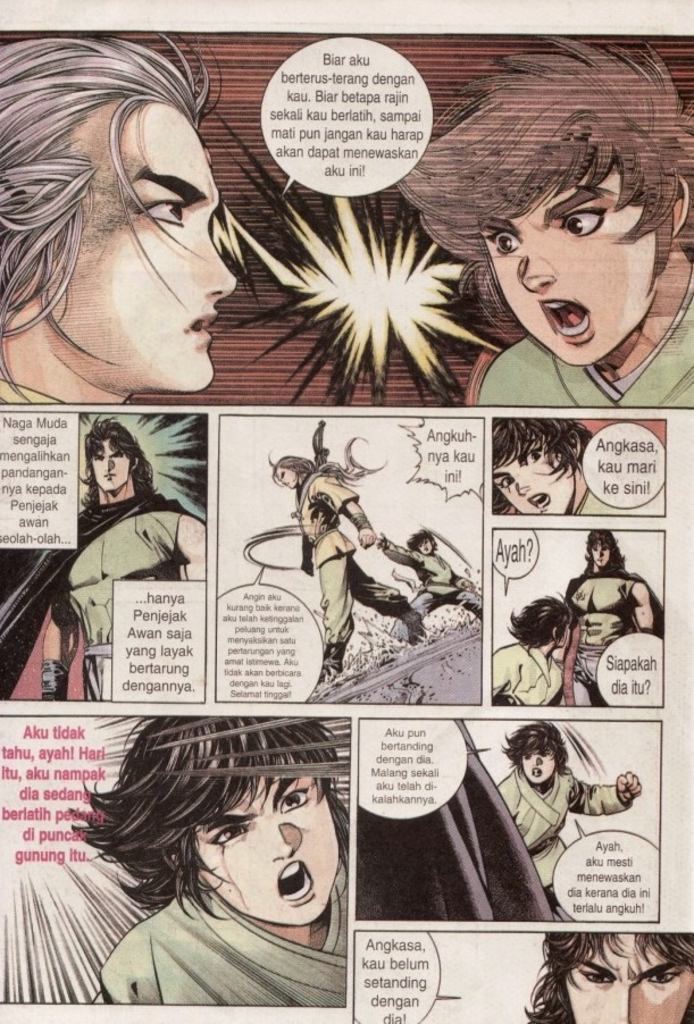 Biar aku
berterus-terang dengan
kau. Biar betapa rajin
sekali kau berlatih, sampai
mati pun jangan kau harap
akan dapat menewaskan
aku ini!
Naga Muda
sengaja
mengalihkan
pandangan-
nya kepada
Penjejak
awan
seolah-olah...
...hanya
Penjejak
Awan saja
yang layak
bertarung
dengannya.
Angkuh-
nya kau
ini!
Angin aku
kurang baik kerana
aku telah ketinggalan
peluang untuk
menyaksikan satu
pertarungan yang
amat istimewa. Aku
tidak akan berbicara
dengan kau lagi.
Selamat tinggal!
Angkasa,
kau mari
ke sini!
Ayah?
Siapakah
dia itu?
Aku tidak
tahu, ayah! Hari
itu, aku nampak
dia sedang
berlatih pedang
di puncak
gunung itu.
Aku pun
bertanding
dengan dia.
Malang sekali
aku telah di-
kalahkannya.
Ayah,
aku mesti
menewaskan
dia kerana dia ini
terlalu angkuh!
Angkasa,
kau belum
setanding
dengan
dia!